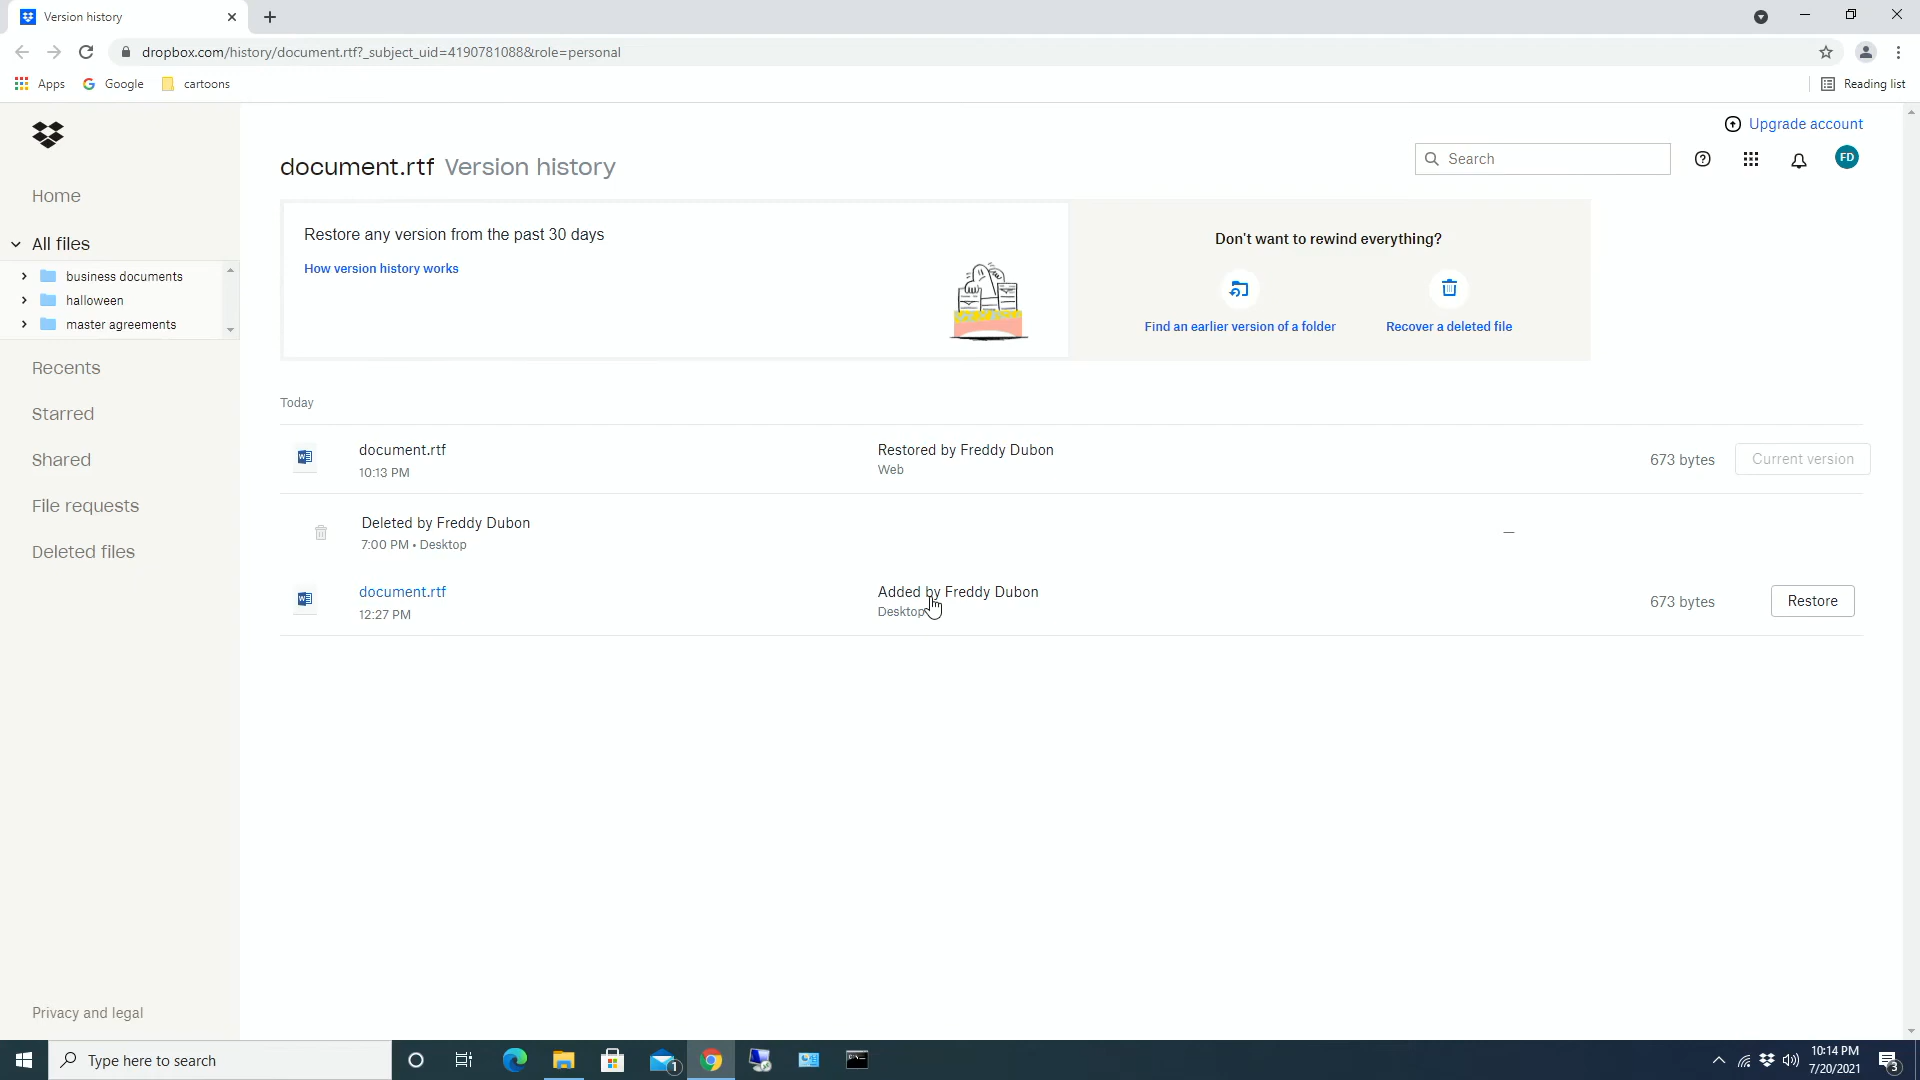 Version history
dropbox.com/history/document.rtf?_subject_uid=4190781088&role=personal
Apps
Google
cartoons
Reading list
Upgrade account
document.rtf Version history
Search
FD
Home
All files
business documents
halloween
master agreements
Recents
Starred
Shared
File requests
Deleted files
Privacy and legal
Restore any version from the past 30 days
How version history works
Don't want to rewind everything?
Find an earlier version of a folder
Recover a deleted file
Today
document.rtf
10:13 PM
Restored by Freddy Dubon
Web
673 bytes
Current version
Deleted by Freddy Dubon
7:00 PM • Desktop
—
document.rtf
12:27 PM
Added by Freddy Dubon
Desktop
673 bytes
Restore
Type here to search
1
10:14 PM
7/20/2021
3